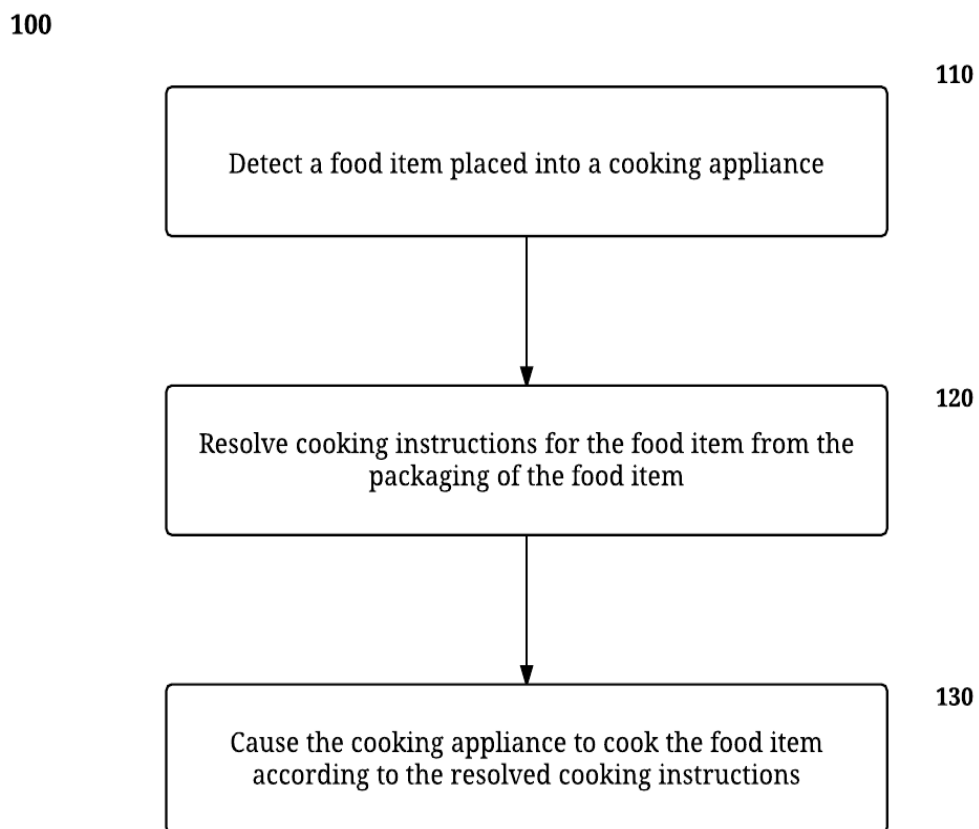 100
110
Detect a food item placed into a cooking appliance
120
Resolve cooking instructions for the food item from the
packaging of the food item
130
Cause the cooking appliance to cook the food item
according to the resolved cooking instructions